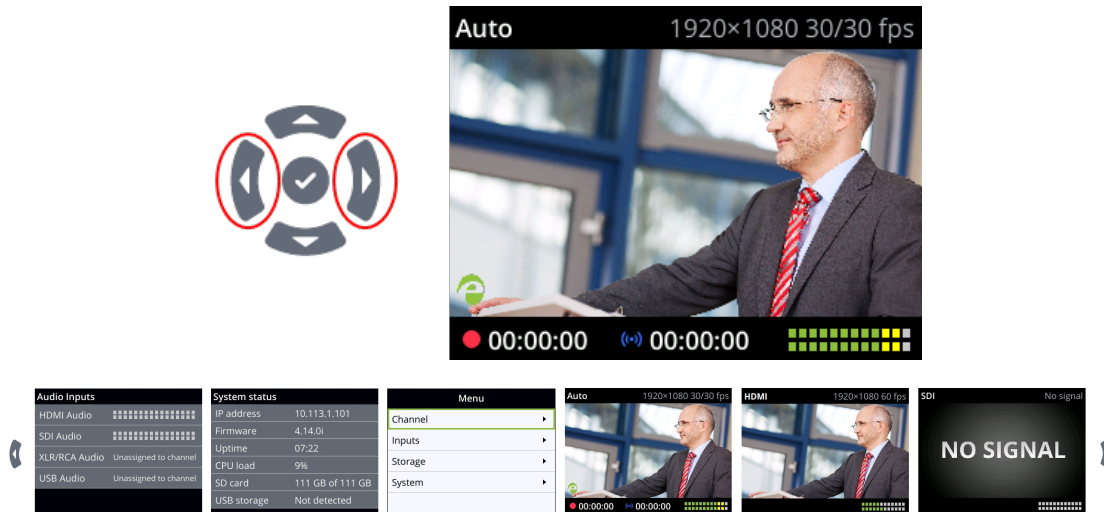 Auto 1920×1080 30/30 fps
00:00:00 00:00:00
Audio Inputs
HDMI Audio
SDI Audio
XLR/RCA Audio Unassigned to channel
USB Audio Unassigned to channel
System status
IP address 10.113.1.101
Firmware 4.14.0i
Uptime 07:22
CPU load 9%
SD card 111 GB of 111 GB
USB storage Not detected
Menu
Channel
Inputs
Storage
System
Auto 1920×1080 30/30 fps
00:00:00 00:00:00
HDMI 1920×1080 60 fps
SDI No signal
NO SIGNAL